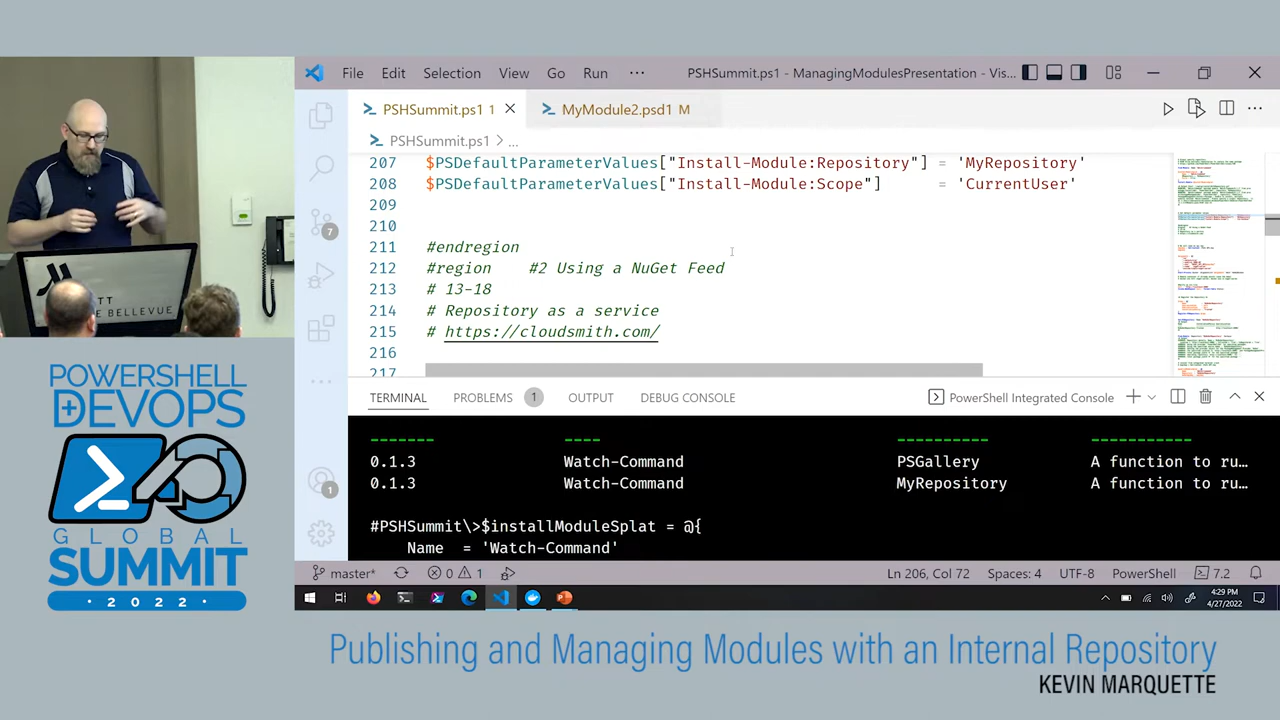 File Edit Selection View Go Run ··· PSHSummit.ps1 - ManagingModulesPresentation - Vis...
PSHSummit.ps1 1 MyModule2.psd1 M
PSHSummit.ps1 > ...
207 $PSDefaultParameterValues["Install-Module:Repository"] = 'MyRepository'
208 $PSDefaultParameterValues["Install-Module:Scope"] = 'CurrentUser'
209
210
211 #endregion
212 #region #2 Using a NuGet Feed
213
214 # Repository as a service
215
216
217
7
1
TERMINAL PROBLEMS 1 OUTPUT DEBUG CONSOLE PowerShell Integrated Console
------- ---- ---------- -----------
0.1.3 Watch-Command PSGallery A function to ru...
0.1.3 Watch-Command MyRepository A function to ru...
#PSHSummit\>$installModuleSplat = @{
Name = 'Watch-Command'
master* 0 1 Ln 206, Col 72 Spaces: 4 UTF-8 PowerShell 7.2
4:29 PM
4/27/2022
BELLEVUE
POWERSHELL
DEVOPS
GLOBAL
SUMMIT
· 2022 ·
Publishing and Managing Modules with an Internal Repository
KEVIN MARQUETTE